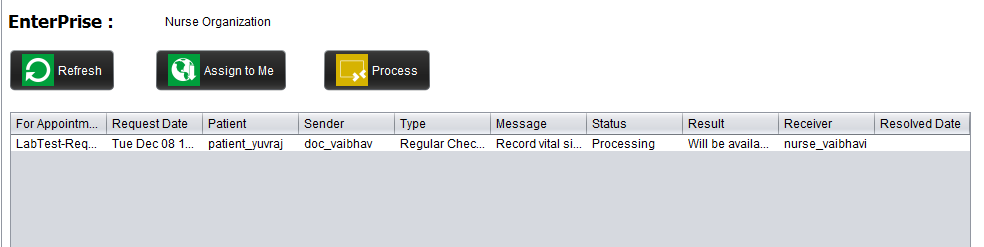 EnterPrise : Nurse Organization
Refresh Assign to Me Process
For Appointm... Request Date Patient Sender Type Message Status Result Receiver Resolved Date
LabTest-Req... Tue Dec 08 1... patient_yuvraj doc_vaibhav Regular Chec... Record vital si... Processing Will be availa... nurse_vaibhavi